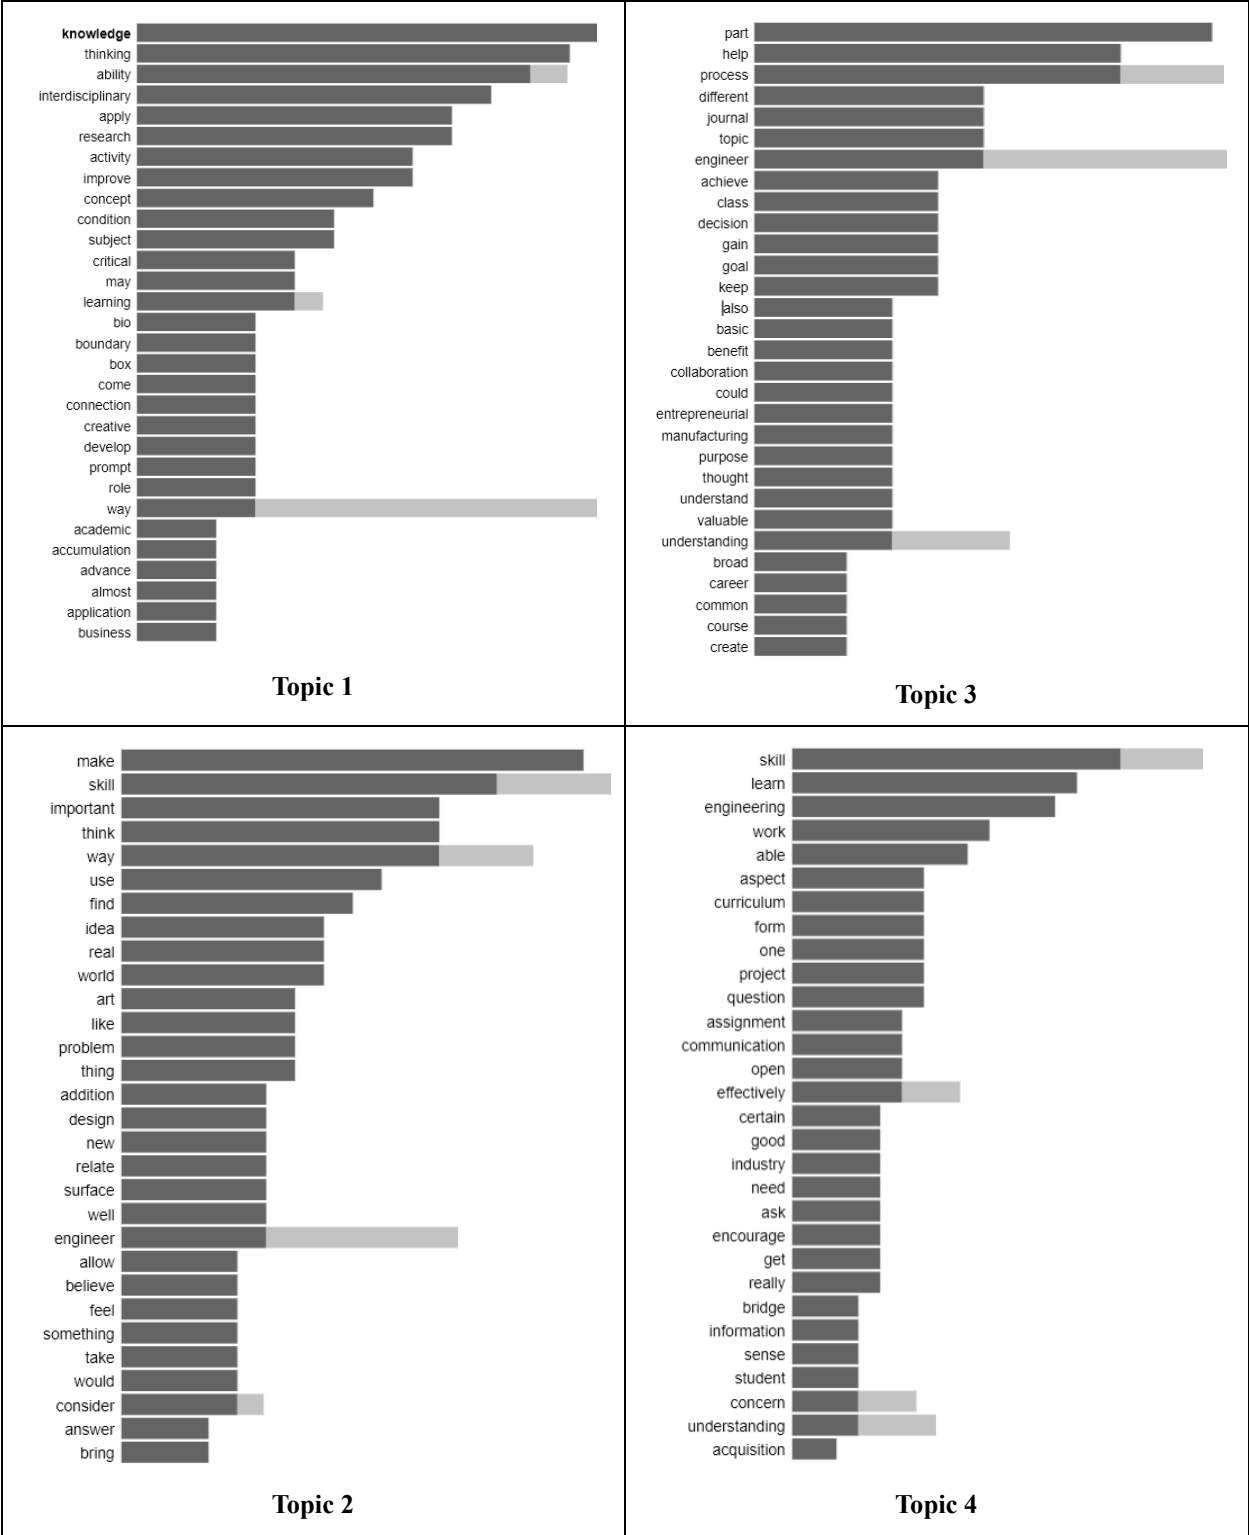 knowledge
thinking
ability
interdisciplinary
apply
research
activity
improve
concept
condition
subject
critical
may
learning
bio
boundary
box
come
connection
creative
develop
prompt
role
way
academic
accumulation
advance
almost
application
business
Topic 1
part
help
process
different
journal
topic
engineer
achieve
class
decision
gain
goal
keep
also
basic
benefit
collaboration
could
entrepreneurial
manufacturing
purpose
thought
understand
valuable
understanding
broad
career
common
course
create
Topic 3
make
skill
important
think
way
use
find
idea
real
world
art
like
problem
thing
addition
design
new
relate
surface
well
engineer
allow
believe
feel
something
take
would
consider
answer
bring
Topic 2
skill
learn
engineering
work
able
aspect
curriculum
form
one
project
question
assignment
communication
open
effectively
certain
good
industry
need
ask
encourage
get
really
bridge
information
sense
student
concern
understanding
acquisition
Topic 4